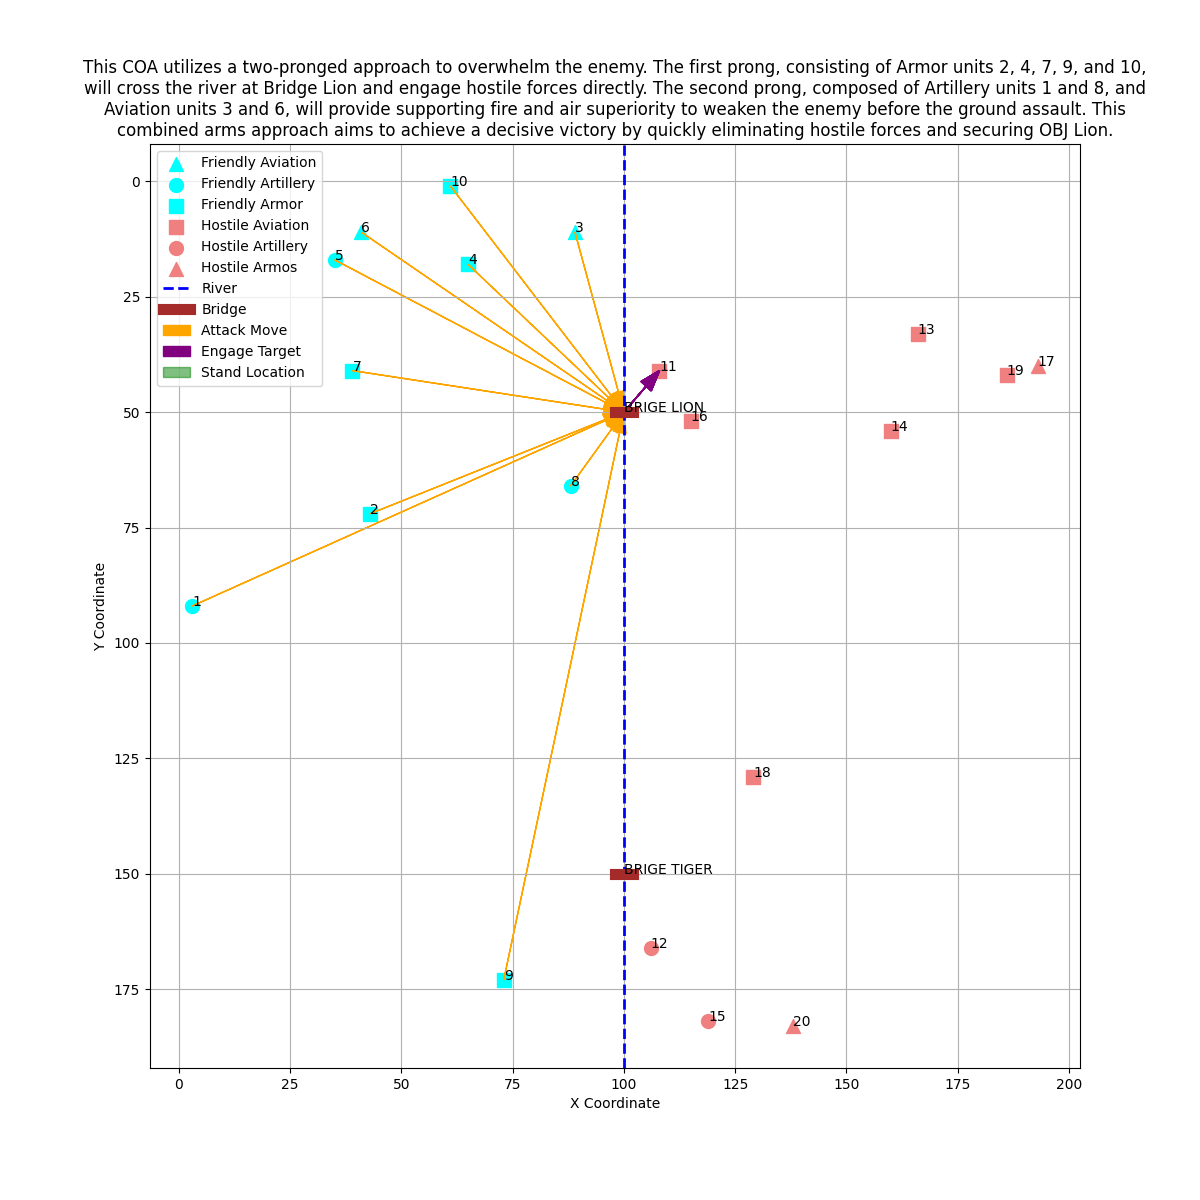 This COA utilizes a two-pronged approach to overwhelm the enemy. The first prong, consisting of Armor units 2, 4, 7, 9, and 10,
will cross the river at Bridge Lion and engage hostile forces directly. The second prong, composed of Artillery units 1 and 8, and
Aviation units 3 and 6, will provide supporting fire and air superiority to weaken the enemy before the ground assault. This
combined arms approach aims to achieve a decisive victory by quickly eliminating hostile forces and securing OBJ Lion.
Friendly Aviation
Friendly Artillery
Friendly Armor
Hostile Aviation
Hostile Artillery
Hostile Armos
River
Bridge
Attack Move
Engage Target
Stand Location
10
6
3
5
4
13
17
7
11
19
BRIGE LION
16
14
8
2
1
18
BRIGE TIGER
12
9
15
20
0
25
50
75
100
125
150
175
Y Coordinate
0
25
50
75
100
125
150
175
200
X Coordinate